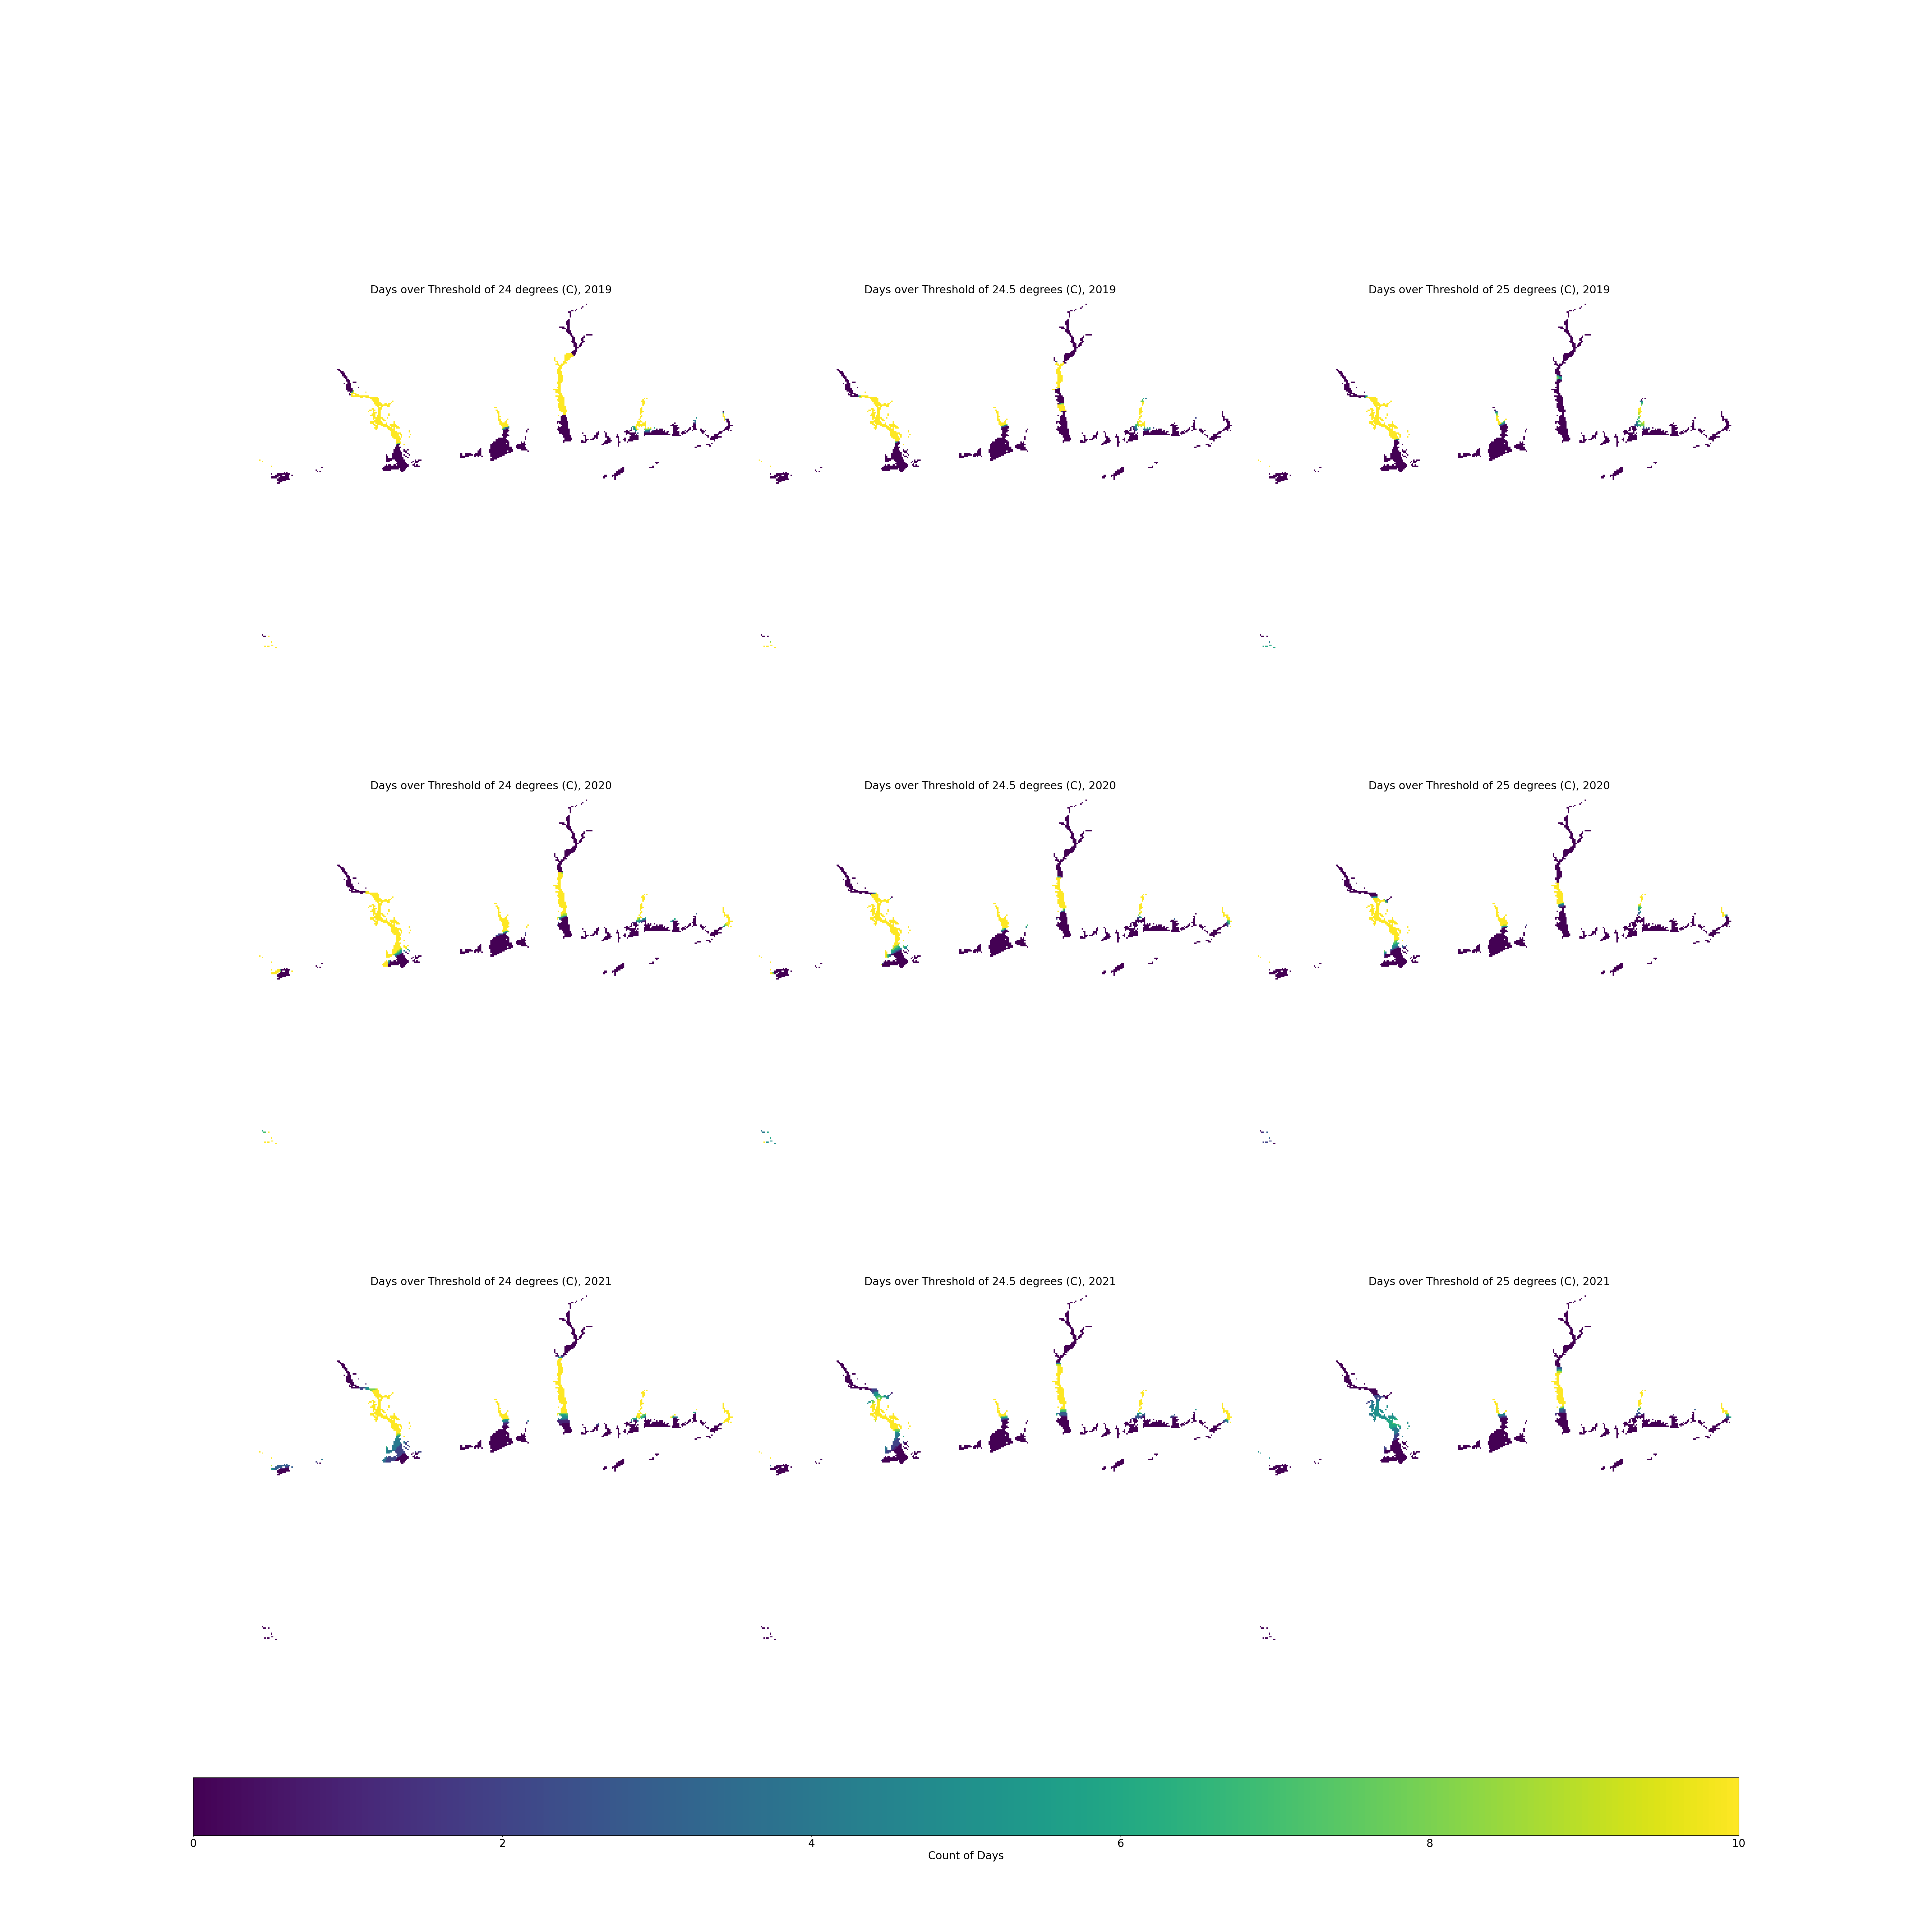 Days over Threshold of 24 degrees (C), 2019
Days over Threshold of 24.5 degrees (C), 2019
Days over Threshold of 25 degrees (C), 2019
Days over Threshold of 24 degrees (C), 2020
Days over Threshold of 24.5 degrees (C), 2020
Days over Threshold of 25 degrees (C), 2020
Days over Threshold of 24 degrees (C), 2021
Days over Threshold of 24.5 degrees (C), 2021
Days over Threshold of 25 degrees (C), 2021
0 2 4 6 8 10
Count of Days